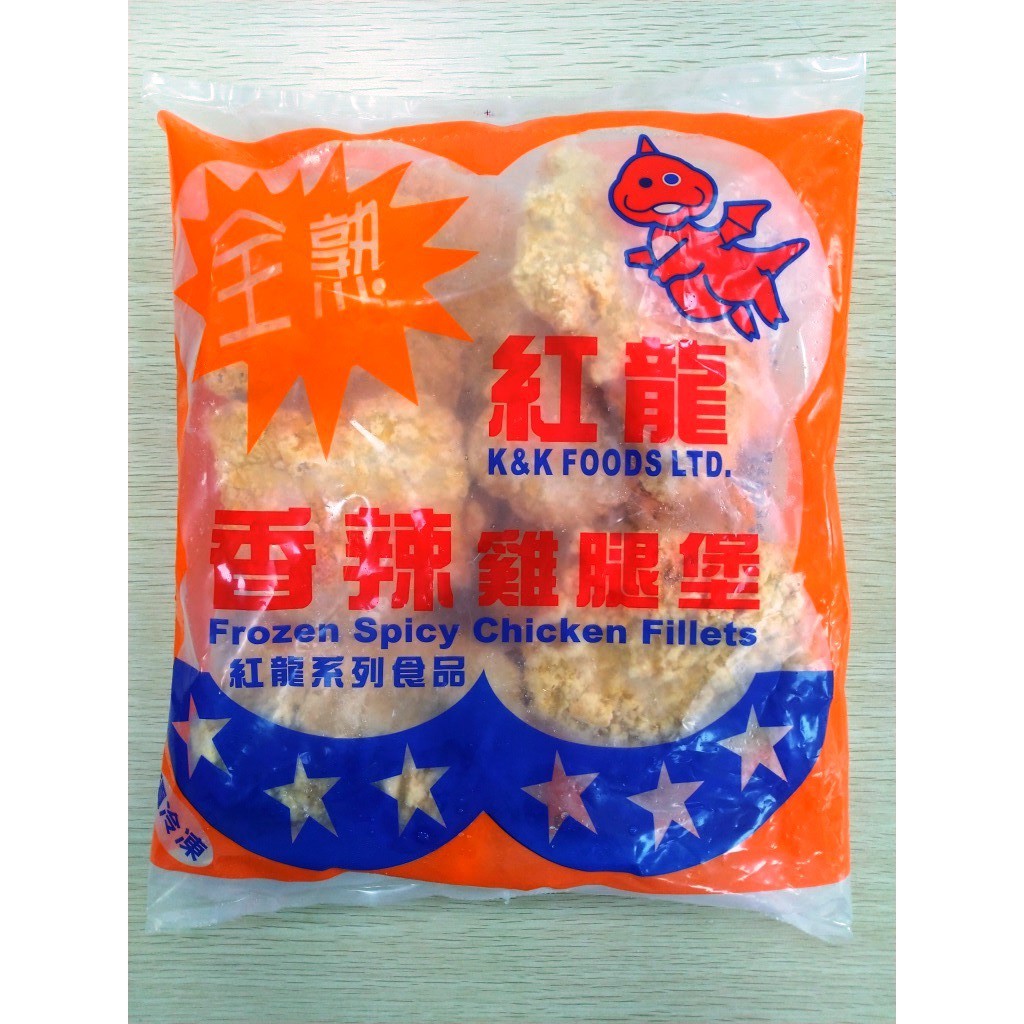 全熟
紅龍
K&K FOODS LTD.
香辣雞腿堡
Frozen Spicy Chicken Fillets
紅龍系列食品
冷凍